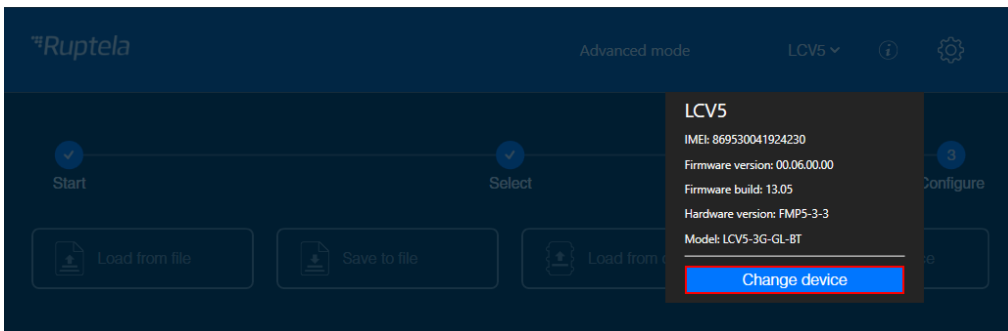 Ruptela
Advanced mode
LCV5
LCV5
IMEI: 869530041924230
Firmware version: 00.06.00.00
Firmware build: 13.05
Hardware version: FMP5-3-3
Model: LCV5-3G-GL-BT
Change device
3
Start
Select
Configure
Load from file
Save to file
Load from